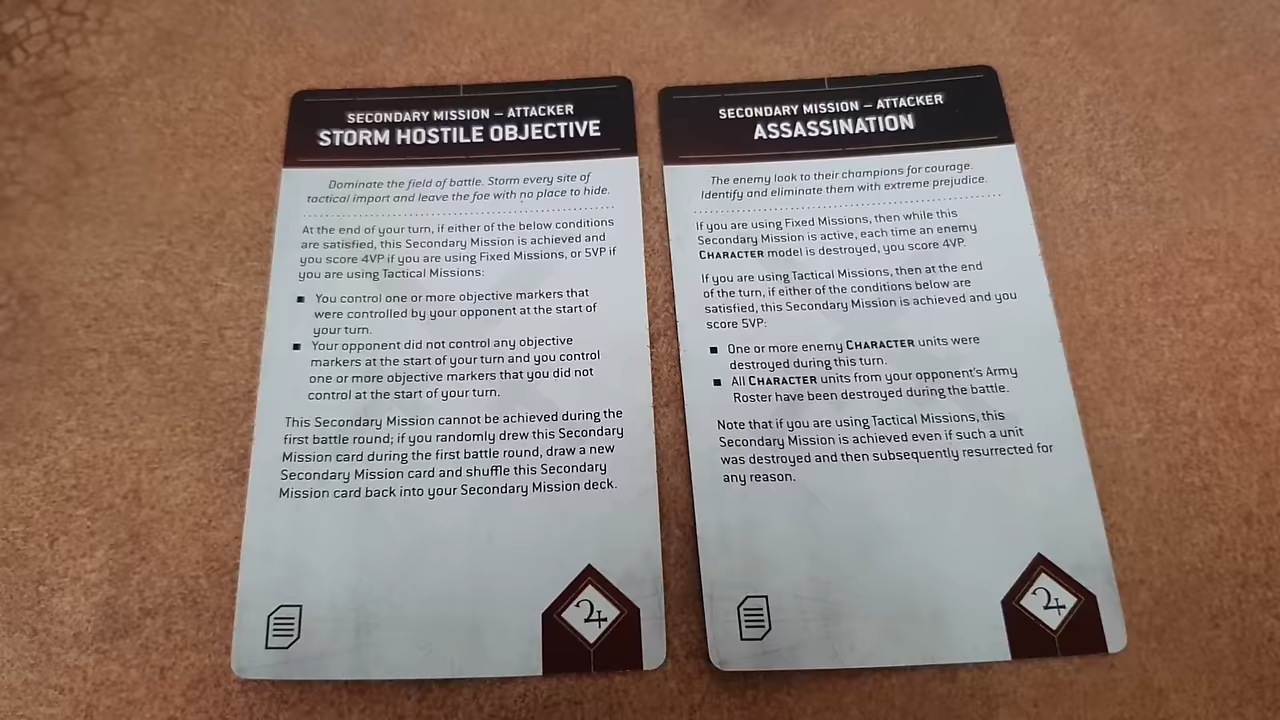 SECONDARY MISSION – ATTACKER
STORM HOSTILE OBJECTIVE
Dominate the field of battle. Storm every site of
tactical import and leave the foe with no place to hide.
At the end of your turn, if either of the below conditions
are satisfied, this Secondary Mission is achieved and
you score 4VP if you are using Fixed Missions, or 5VP if
you are using Tactical Missions:
■ You control one or more objective markers that
were controlled by your opponent at the start of
your turn.
■ Your opponent did not control any objective
markers at the start of your turn and you control
one or more objective markers that you did not
control at the start of your turn.
This Secondary Mission cannot be achieved during the
first battle round; if you randomly drew this Secondary
Mission card during the first battle round, draw a new
Secondary Mission card and shuffle this Secondary
Mission card back into your Secondary Mission deck.
SECONDARY MISSION – ATTACKER
ASSASSINATION
The enemy look to their champions for courage.
Identify and eliminate them with extreme prejudice.
If you are using Fixed Missions, then while this
Secondary Mission is active, each time an enemy
CHARACTER model is destroyed, you score 4VP.
If you are using Tactical Missions, then at the end
of the turn, if either of the conditions below are
satisfied, this Secondary Mission is achieved and you
score 5VP:
■ One or more enemy CHARACTER units were
destroyed during this turn.
■ All CHARACTER units from your opponent's Army
Roster have been destroyed during the battle.
Note that if you are using Tactical Missions, this
Secondary Mission is achieved even if such a unit
was destroyed and then subsequently resurrected for
any reason.